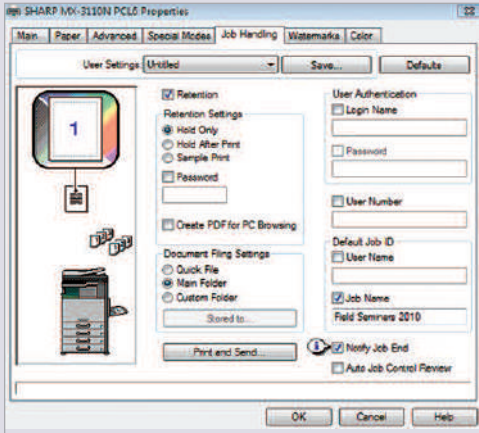 SHARP MX-3110N PCL6 Properties
Main Paper Advanced Special Modes Job Handling Watermarks Color
User Settings: Untitled Save... Defaults
1
Retention
Retention Settings
Hold Only
Hold After Print
Sample Print
Password
Create PDF for PC Browsing
Document Filing Settings
Quick File
Main Folder
Custom Folder
Stored to...
Print and Send...
User Authentication
Login Name
Password
User Number
Default Job ID
User Name
Job Name
Field Seminars 2010
Notify Job End
Auto Job Control Review
OK Cancel Help